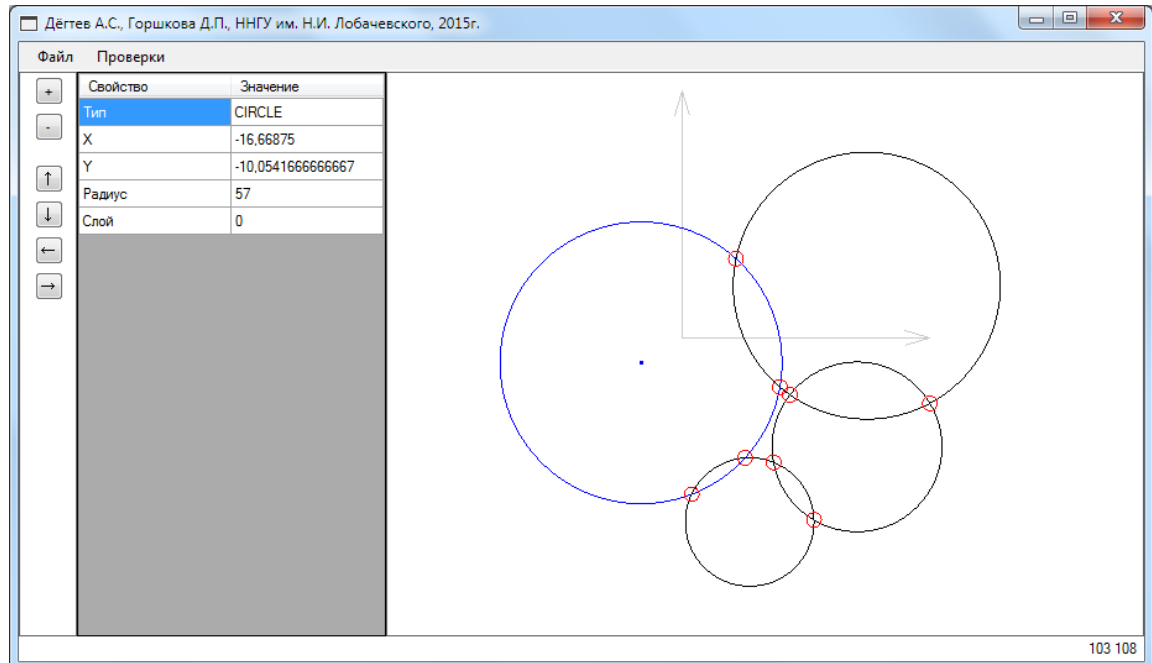 Дёгтев А.С., Горшкова Д.П., ННГУ им. Н.И. Лобачевского, 2015г.
Файл Проверки
+
-
↑
↓
←
→
Свойство Значение
Тип CIRCLE
X -16,66875
Y -10,0541666666667
Радиус 57
Слой 0
103 108